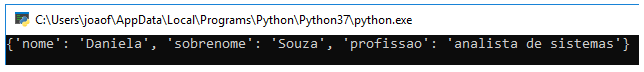 C:\Users\joaof\AppData\Local\Programs\Python\Python37\python.exe
{'nome': 'Daniela', 'sobrenome': 'Souza', 'profissao': 'analista de sistemas'}